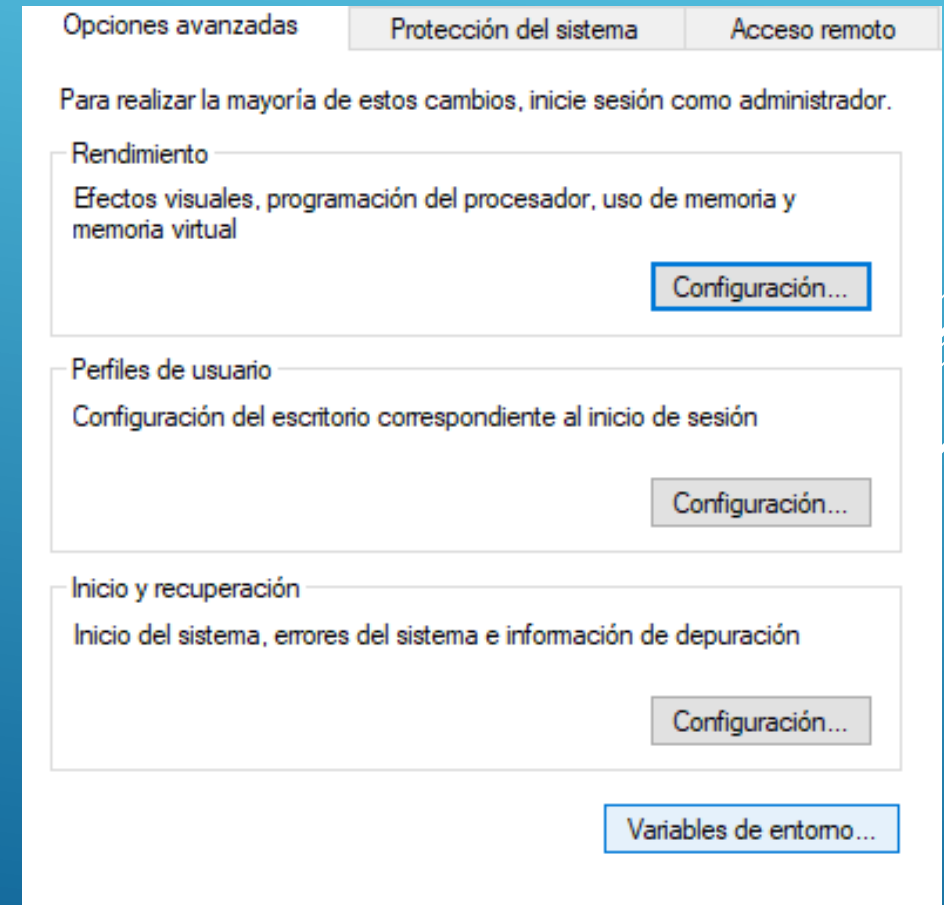 Opciones avanzadas
Protección del sistema
Acceso remoto
Para realizar la mayoría de estos cambios, inicie sesión como administrador.
Rendimiento
Efectos visuales, programación del procesador, uso de memoria y
memoria virtual
Configuración...
Perfiles de usuario
Configuración del escritorio correspondiente al inicio de sesión
Configuración...
Inicio y recuperación
Inicio del sistema, errores del sistema e información de depuración
Configuración...
Variables de entorno...